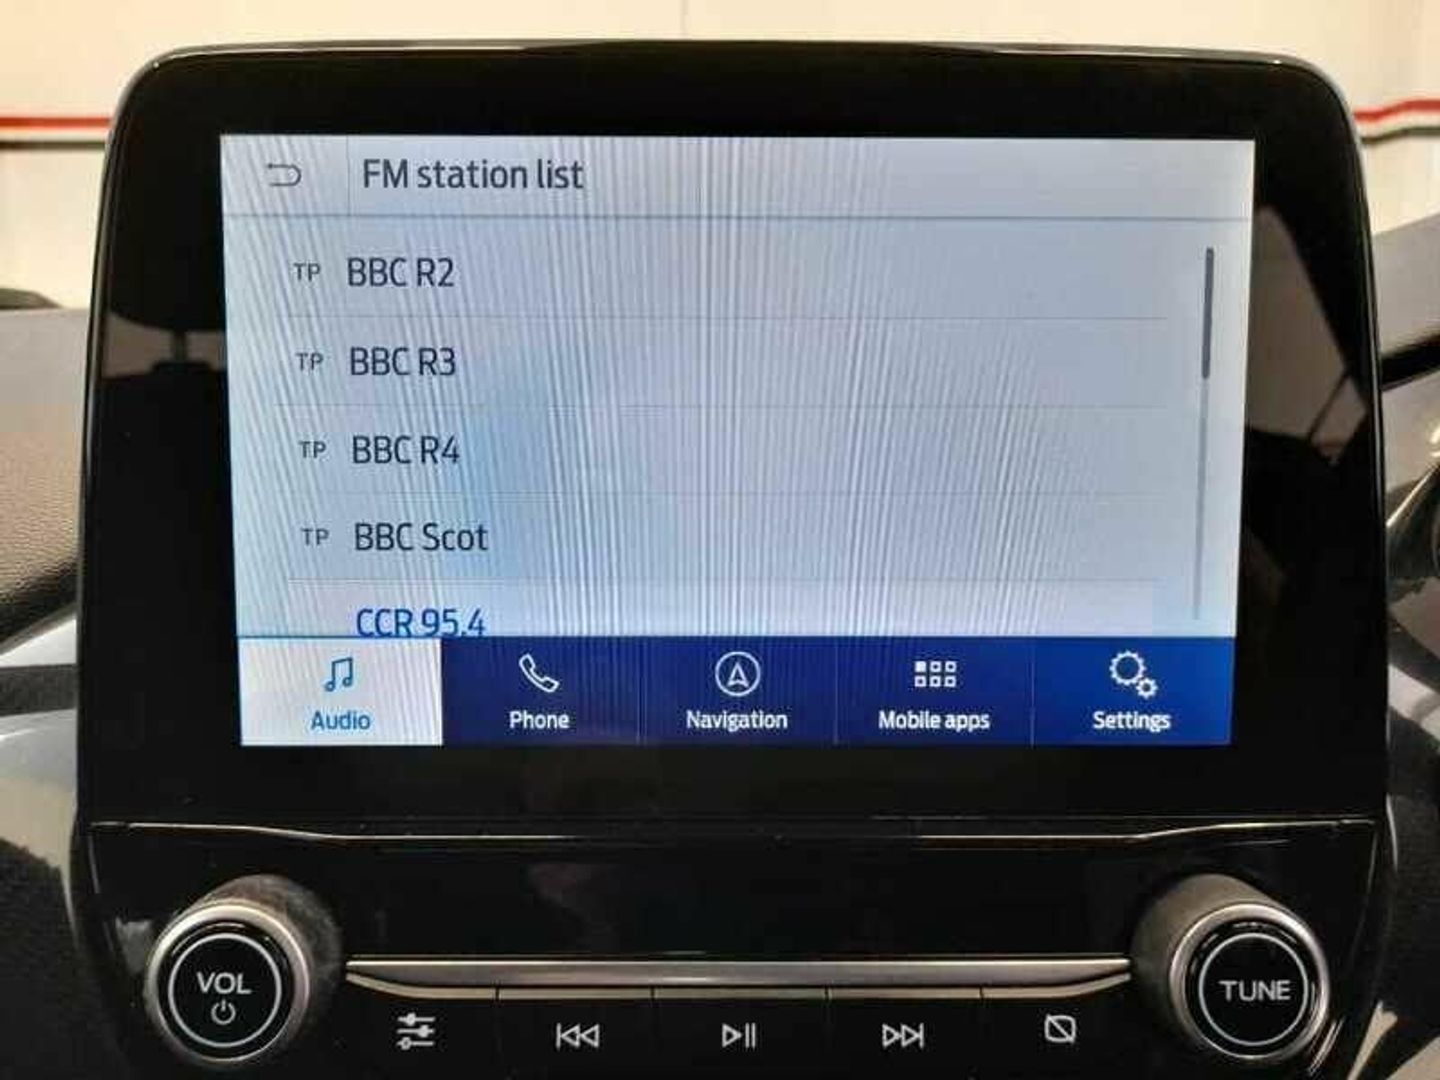 FM station list
TP BBC R2
TP BBC R3
TP BBC R4
TP BBC Scot
CCR 95.4
Audio Phone Navigation Mobile apps Settings
VOL TUNE